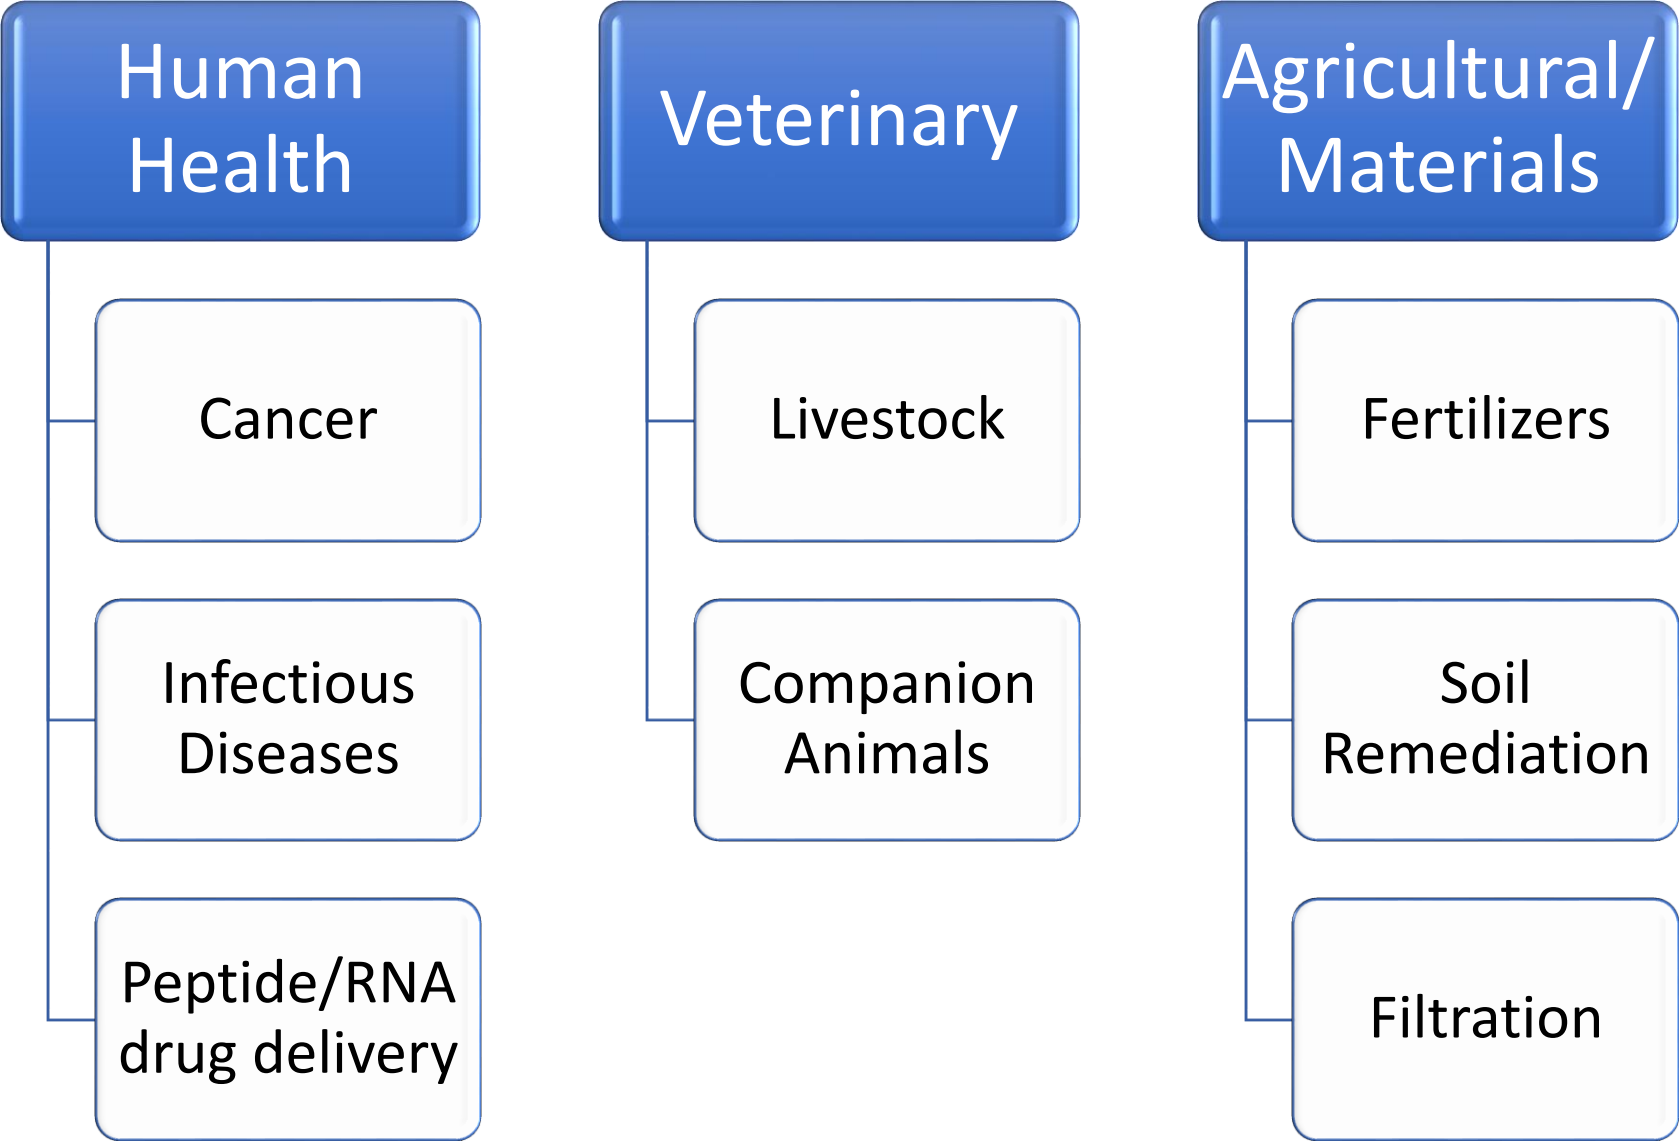 Human
Health
Cancer
Infectious
Diseases
Peptide/RNA
drug delivery
Veterinary
Livestock
Companion
Animals
Agricultural/
Materials
Fertilizers
Soil
Remediation
Filtration